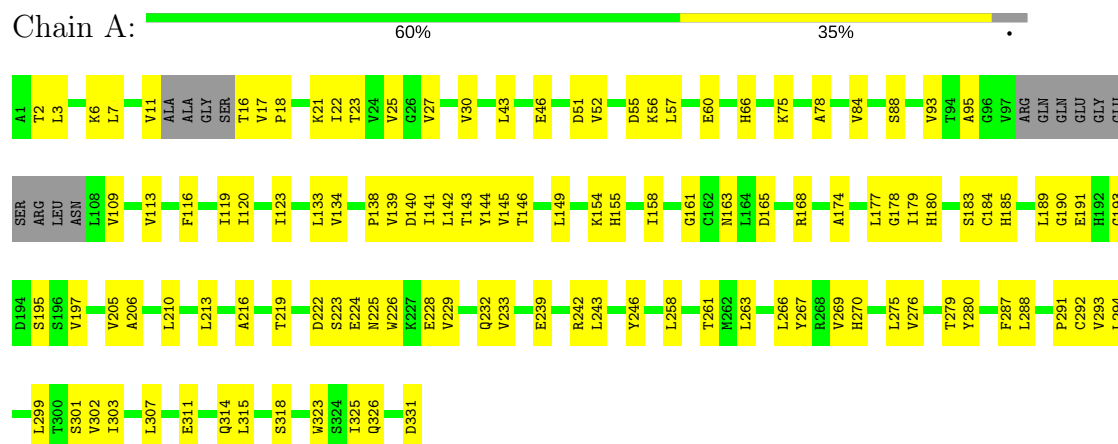 Chain A:
60% 35% •
A1 T2 L3 K6 L7 V11 ALA ALA GLY SER T16 V17 P18 K21 I22 T23 V24 V25 G26 V27 V30 L43 E46 D51 V52 D55 K56 L57 E60 H66 K75 A78 V84 S88 V93 T94 A95 G96 V97 ARG GLN GLN GLU GLY GLU
SER ARG LEU ASN L108 V109 V113 F116 I119 I120 I123 L133 V134 P138 V139 D140 I141 L142 T143 Y144 V145 T146 L149 K154 H155 I158 G161 C162 N163 L164 D165 R168 A174 L177 G178 I179 H180 S183 C184 H185 L189 G190 E191 H192 G193
D194 S195 S196 V197 V205 A206 L210 L213 A216 T219 D222 S223 E224 N225 W226 K227 E228 V229 Q232 V233 E239 R242 L243 Y246 L258 T261 M262 L263 L266 Y267 R268 V269 H270 L275 V276 T279 Y280 F287 L288 P291 C292 V293 L294
L299 T300 S301 V302 I303 L307 E311 Q314 L315 S318 W323 S324 I325 Q326 D331